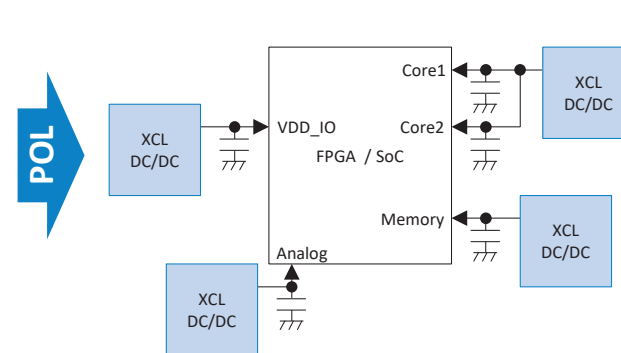 POL
XCL
DC/DC
VDD_IO
FPGA / SoC
Core1
Core2
Memory
Analog
XCL
DC/DC
XCL
DC/DC
XCL
DC/DC